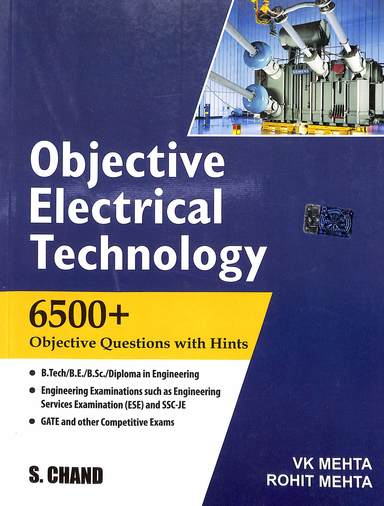 Objective
Electrical
Technology
6500+
Objective Questions with Hints
• B.Tech/B.E./B.Sc./Diploma in Engineering
• Engineering Examinations such as Engineering
Services Examination (ESE) and SSC-JE
• GATE and other Competitive Exams
S. CHAND
VK MEHTA
ROHIT MEHTA